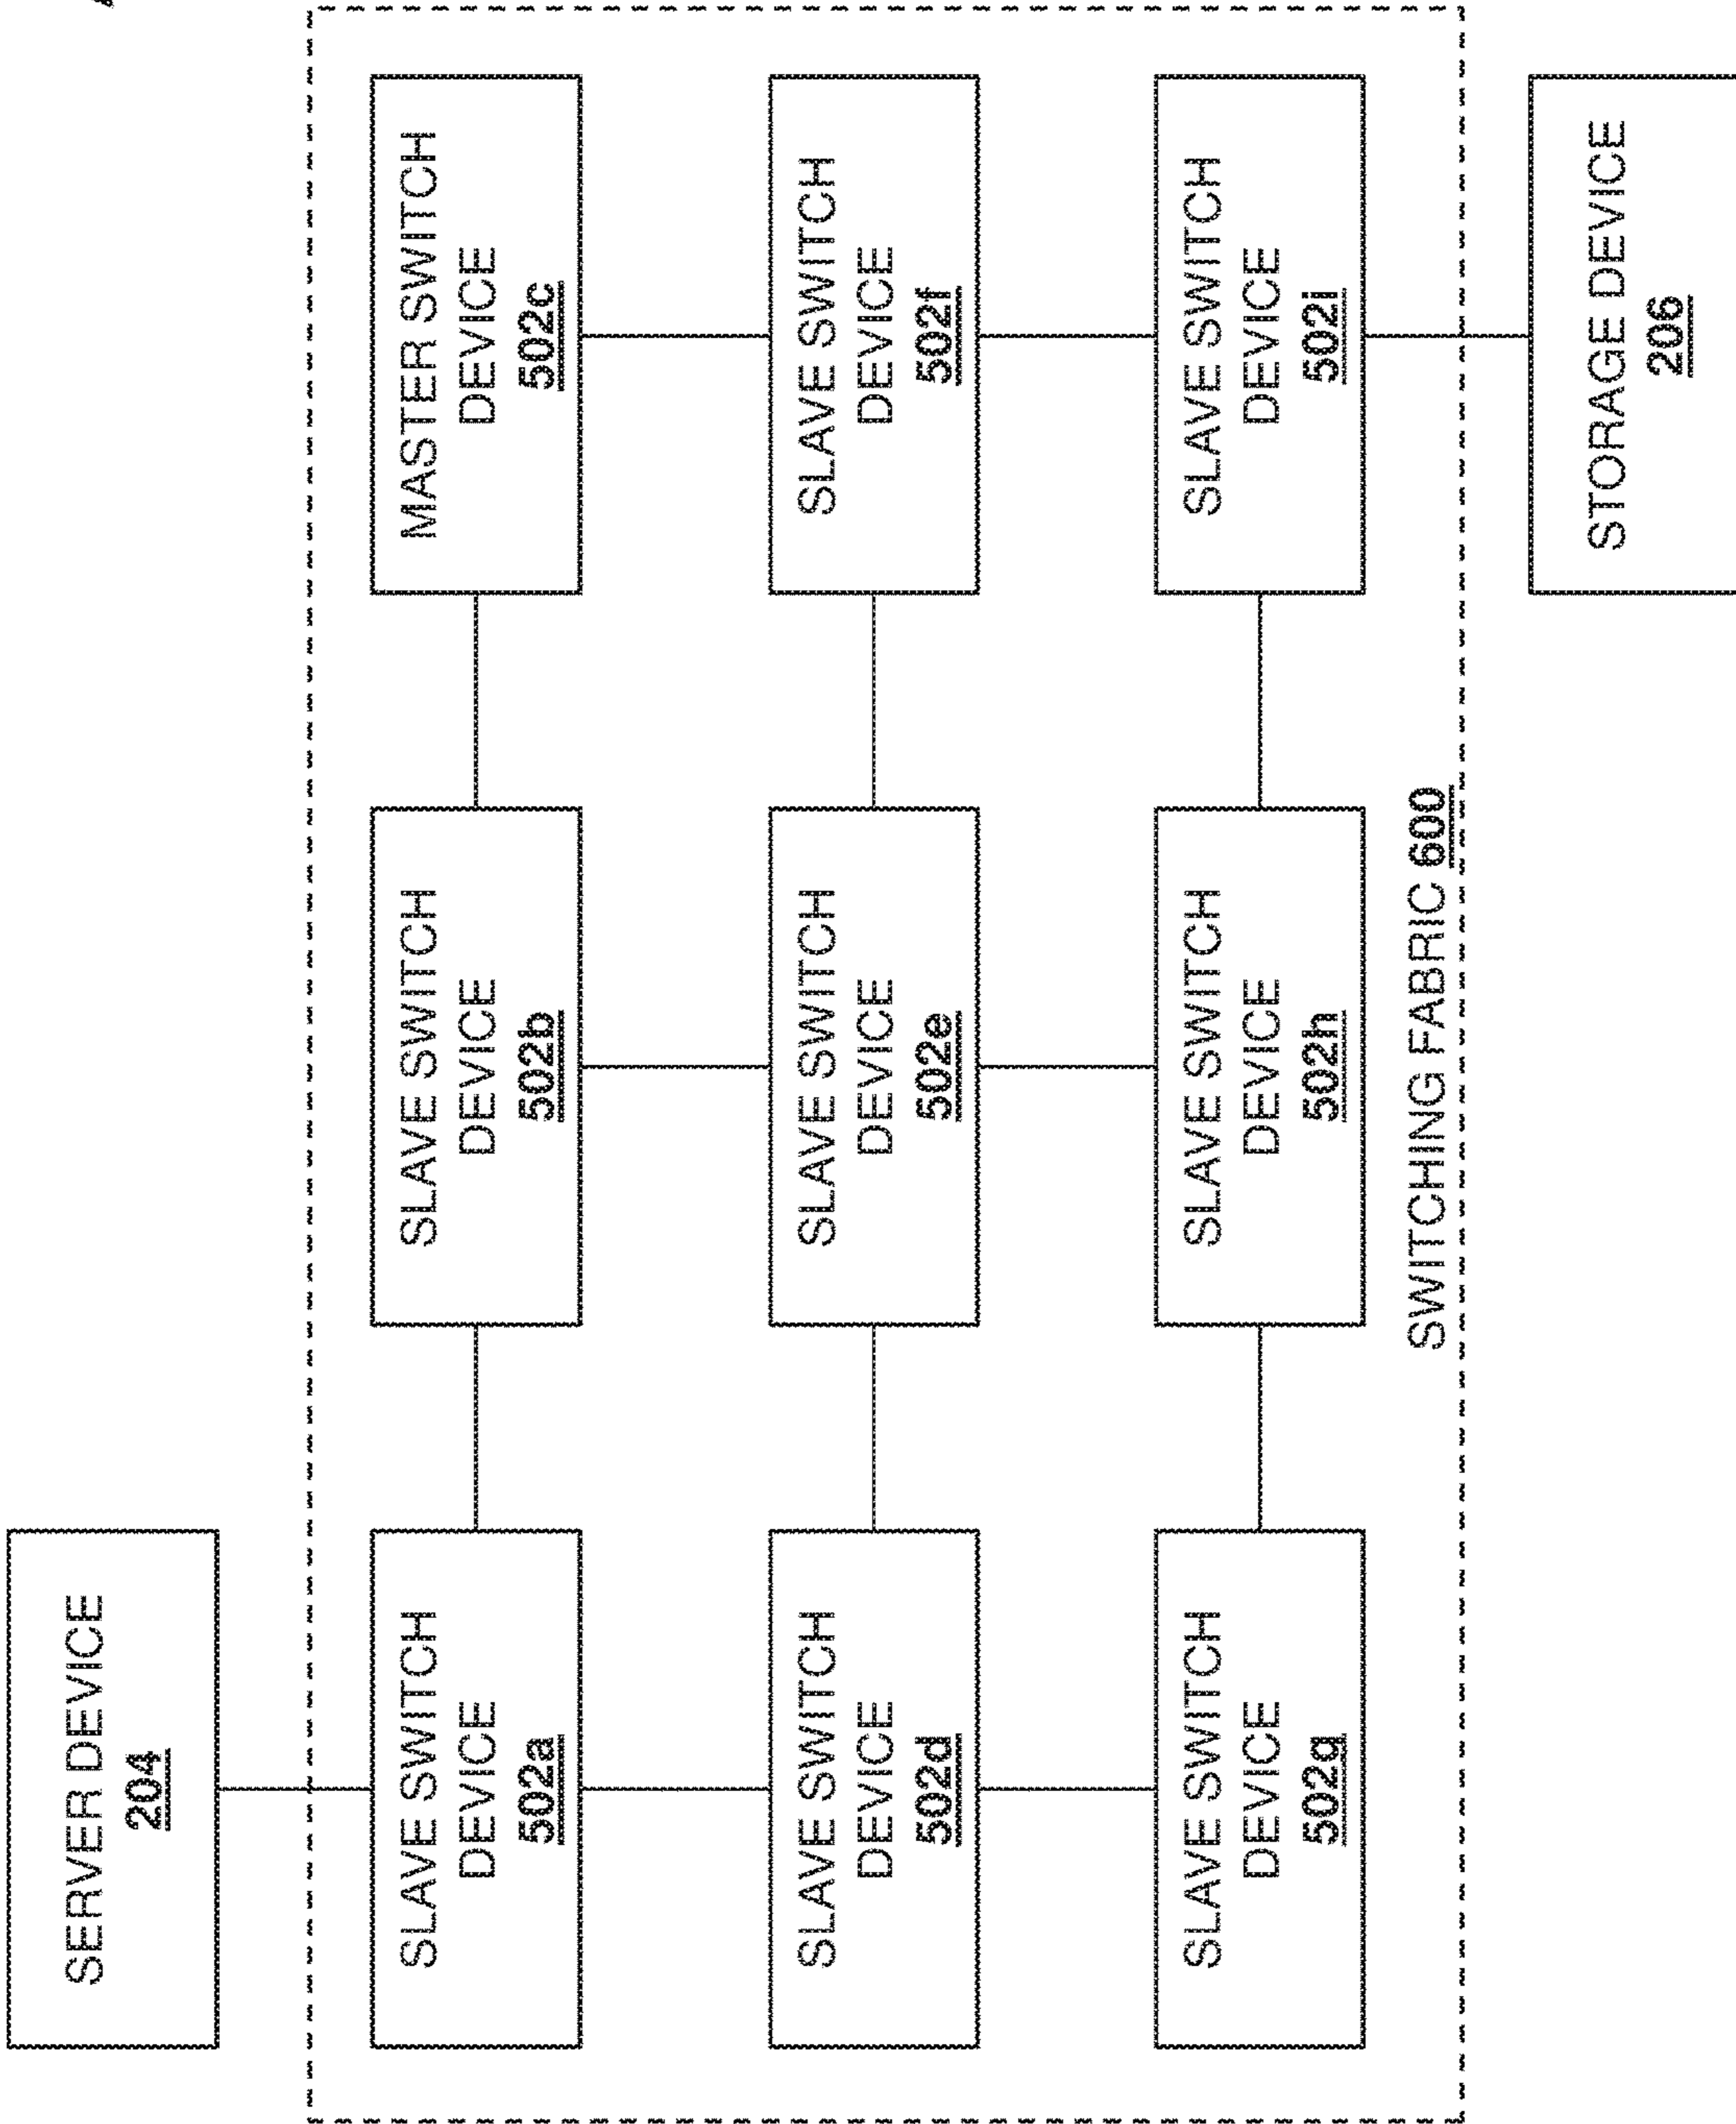 SERVER DEVICE
204
SLAVE SWITCH
DEVICE
502a
SLAVE SWITCH
DEVICE
502b
MASTER SWITCH
DEVICE
502c
SLAVE SWITCH
DEVICE
502d
SLAVE SWITCH
DEVICE
502e
SLAVE SWITCH
DEVICE
502f
SLAVE SWITCH
DEVICE
502g
SLAVE SWITCH
DEVICE
502h
SLAVE SWITCH
DEVICE
502i
SWITCHING FABRIC 600
STORAGE DEVICE
206